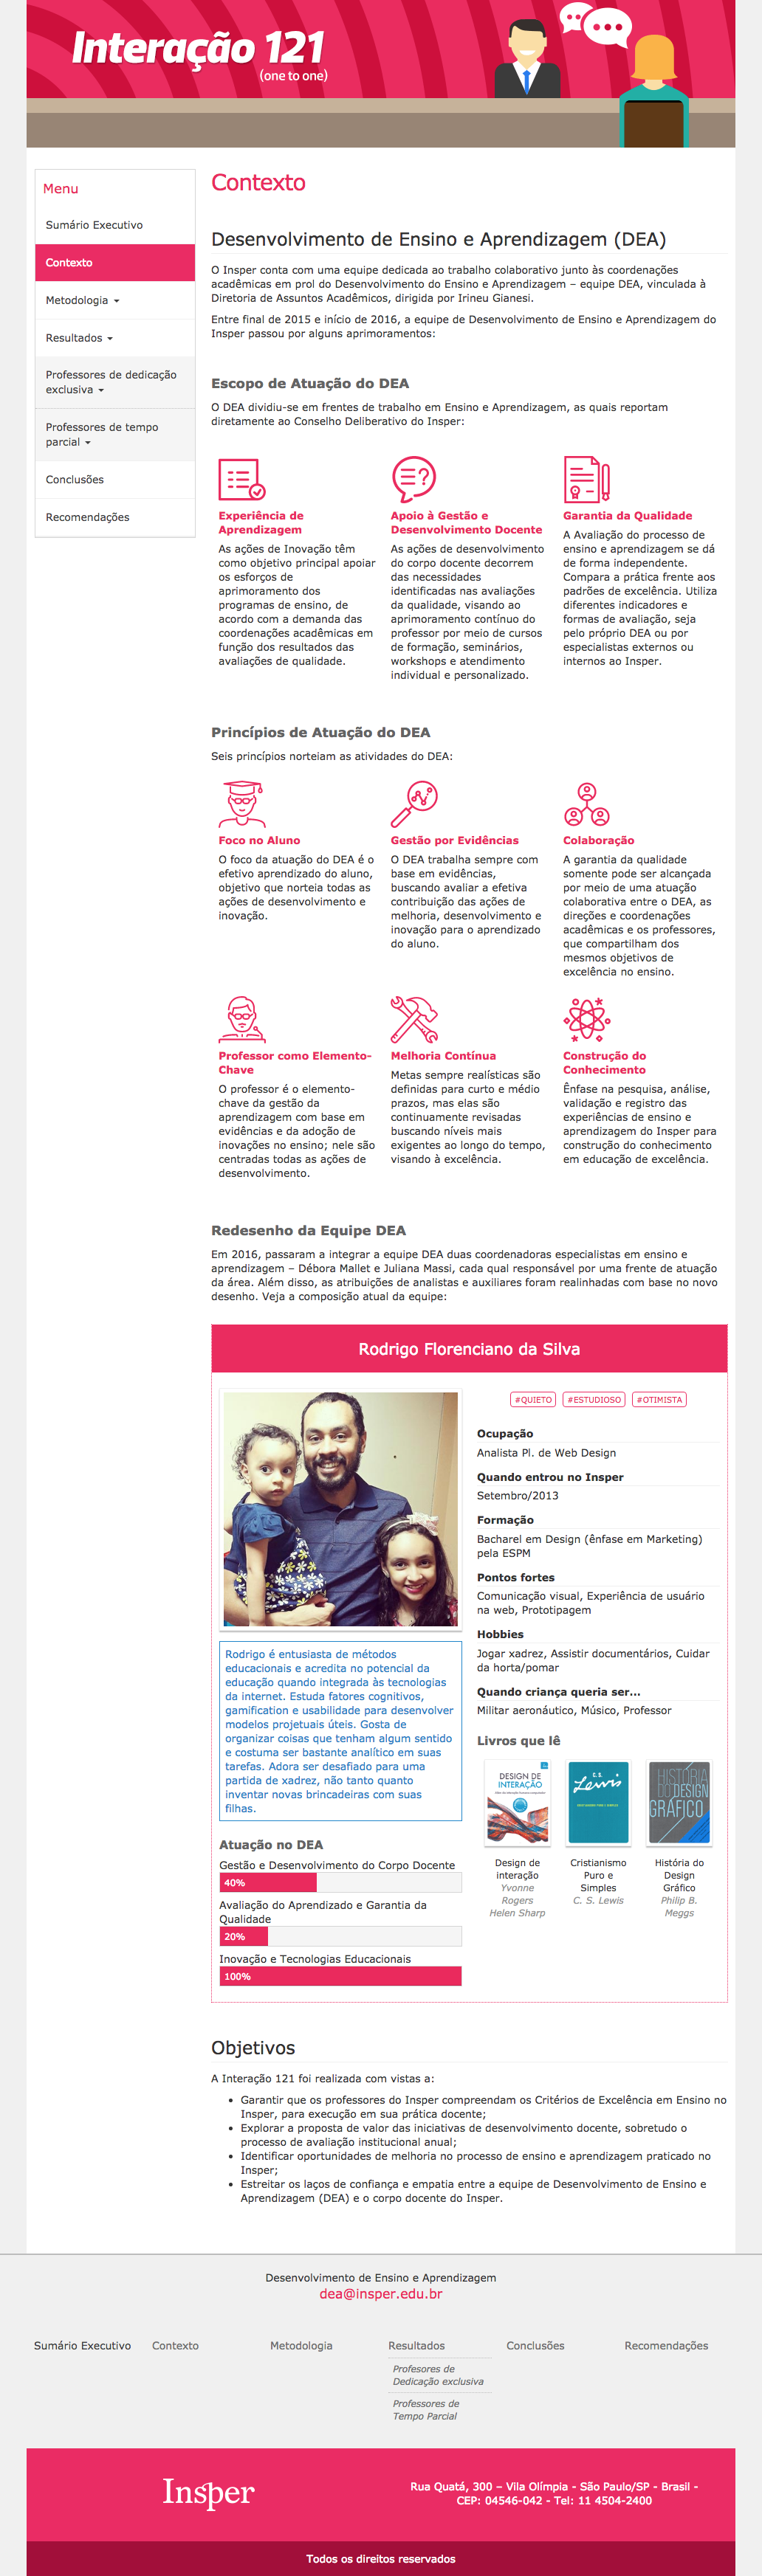 Interação 121
(one to one)
Menu
Sumário Executivo
Contexto
Metodologia
Resultados
Professores de dedicação
exclusiva
Professores de tempo
parcial
Conclusões
Recomendações
Contexto
Desenvolvimento de Ensino e Aprendizagem (DEA)
O Insper conta com uma equipe dedicada ao trabalho colaborativo junto às coordenações
acadêmicas em prol do Desenvolvimento do Ensino e Aprendizagem – equipe DEA, vinculada à
Diretoria de Assuntos Acadêmicos, dirigida por Irineu Gianesi.
Entre final de 2015 e início de 2016, a equipe de Desenvolvimento de Ensino e Aprendizagem do
Insper passou por alguns aprimoramentos:
Escopo de Atuação do DEA
O DEA dividiu-se em frentes de trabalho em Ensino e Aprendizagem, as quais reportam
diretamente ao Conselho Deliberativo do Insper:
Experiência de
Aprendizagem
As ações de Inovação têm
como objetivo principal apoiar
os esforços de
aprimoramento dos
programas de ensino, de
acordo com a demanda das
coordenações acadêmicas em
função dos resultados das
avaliações de qualidade.
Apoio à Gestão e
Desenvolvimento Docente
As ações de desenvolvimento
do corpo docente decorrem
das necessidades
identificadas nas avaliações
da qualidade, visando ao
aprimoramento contínuo do
professor por meio de cursos
de formação, seminários,
workshops e atendimento
individual e personalizado.
Garantia da Qualidade
A Avaliação do processo de
ensino e aprendizagem se dá
de forma independente.
Compara a prática frente aos
padrões de excelência. Utiliza
diferentes indicadores e
formas de avaliação, seja
pelo próprio DEA ou por
especialistas externos ou
internos ao Insper.
Princípios de Atuação do DEA
Seis princípios norteiam as atividades do DEA:
Foco no Aluno
O foco da atuação do DEA é o
efetivo aprendizado do aluno,
objetivo que norteia todas as
ações de desenvolvimento e
inovação.
Gestão por Evidências
O DEA trabalha sempre com
base em evidências,
buscando avaliar a efetiva
contribuição das ações de
melhoria, desenvolvimento e
inovação para o aprendizado
do aluno.
Colaboração
A garantia da qualidade
somente pode ser alcançada
por meio de uma atuação
colaborativa entre o DEA, as
direções e coordenações
acadêmicas e os professores,
que compartilham dos
mesmos objetivos de
excelência no ensino.
Professor como Elemento-
Chave
O professor é o elemento-
chave da gestão da
aprendizagem com base em
evidências e da adoção de
inovações no ensino; nele são
centradas todas as ações de
desenvolvimento.
Melhoria Contínua
Metas sempre realísticas são
definidas para curto e médio
prazos, mas elas são
continuamente revisadas
buscando níveis mais
exigentes ao longo do tempo,
visando à excelência.
Construção do
Conhecimento
Ênfase na pesquisa, análise,
validação e registro das
experiências de ensino e
aprendizagem do Insper para
construção do conhecimento
em educação de excelência.
Redesenho da Equipe DEA
Em 2016, passaram a integrar a equipe DEA duas coordenadoras especialistas em ensino e
aprendizagem – Débora Mallet e Juliana Massi, cada qual responsável por uma frente de atuação
da área. Além disso, as atribuições de analistas e auxiliares foram realinhadas com base no novo
desenho. Veja a composição atual da equipe:
Rodrigo Florenciano da Silva
Rodrigo é entusiasta de métodos
educacionais e acredita no potencial da
educação quando integrada às tecnologias
da internet. Estuda fatores cognitivos,
gamification e usabilidade para desenvolver
modelos projetuais úteis. Gosta de
organizar coisas que tenham algum sentido
e costuma ser bastante analítico em suas
tarefas. Adora ser desafiado para uma
partida de xadrez, não tanto quanto
inventar novas brincadeiras com suas
filhas.
Atuação no DEA
Gestão e Desenvolvimento do Corpo Docente
40%
Avaliação do Aprendizado e Garantia da
Qualidade
20%
Inovação e Tecnologias Educacionais
100%
#QUIETO #ESTUDIOSO #OTIMISTA
Ocupação
Analista Pl. de Web Design
Quando entrou no Insper
Setembro/2013
Formação
Bacharel em Design (ênfase em Marketing)
pela ESPM
Pontos fortes
Comunicação visual, Experiência de usuário
na web, Prototipagem
Hobbies
Jogar xadrez, Assistir documentários, Cuidar
da horta/pomar
Quando criança queria ser...
Militar aeronáutico, Músico, Professor
Livros que lê
DESIGN DE
INTERAÇÃO
Design de
interação
Yvonne
Rogers
Helen Sharp
C. S.
Lewis
Cristianismo
Puro e
Simples
C. S. Lewis
HISTÓRIA
DO DESIGN
GRÁFICO
História do
Design
Gráfico
Philip B.
Meggs
Objetivos
A Interação 121 foi realizada com vistas a:
• Garantir que os professores do Insper compreendam os Critérios de Excelência em Ensino no
Insper, para execução em sua prática docente;
• Explorar a proposta de valor das iniciativas de desenvolvimento docente, sobretudo o
processo de avaliação institucional anual;
• Identificar oportunidades de melhoria no processo de ensino e aprendizagem praticado no
Insper;
• Estreitar os laços de confiança e empatia entre a equipe de Desenvolvimento de Ensino e
Aprendizagem (DEA) e o corpo docente do Insper.
Desenvolvimento de Ensino e Aprendizagem
dea@insper.edu.br
Sumário Executivo
Contexto
Metodologia
Resultados
Profesores de
Dedicação exclusiva
Professores de
Tempo Parcial
Conclusões
Recomendações
Insper
Rua Quatá, 300 – Vila Olímpia - São Paulo/SP - Brasil -
CEP: 04546-042 - Tel: 11 4504-2400
Todos os direitos reservados